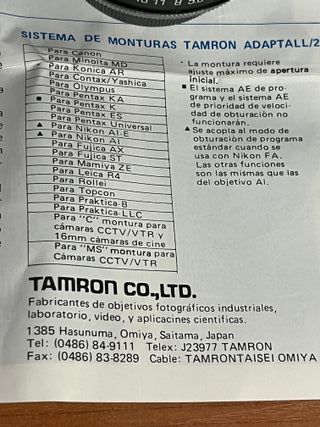 SISTEMA DE MONTURAS TAMRON ADAPTALL/2
Para Canon
Para Minolta MD
Para Konica AR
Para Contax/Yashica
Para Olympus
■ Para Pentax KA
Para Pentax K
Para Pentax ES
Para Pentax Universal
▲ Para Nikon AI-E
▲ Para Nikon AI
Para Fujica AX
Para Fujica ST
Para Mamiya ZE
Para Leica R4
Para Rollei
Para Topcon
Para Praktica-B
Para Praktica-LLC
Para "C" montura para
cámaras CCTV/VTR y
16mm cámaras de cine
Para "MS" montura para
Cámaras CCTV/VTR
* La montura requiere
ajuste máximo de apertura
inicial.
■ El sistema AE de pro-
grama y el sistema AE
de prioridad de veloci-
dad de obturación no
funcionarán.
▲ Se acopla al modo de
obturación de programa
estándar cuando se
usa con Nikon FA.
Las otras funciones
son las mismas que las
del objetivo AI.
TAMRON CO.,LTD.
Fabricantes de objetivos fotográficos industriales,
laboratorio, video, y aplicacines cientificas.
1385 Hasunuma, Omiya, Saitama, Japan
Tel: (0486) 84-9111 Telex: J23977 TAMRON
Fax: (0486) 83-8289 Cable: TAMRONTAISEI OMIYA